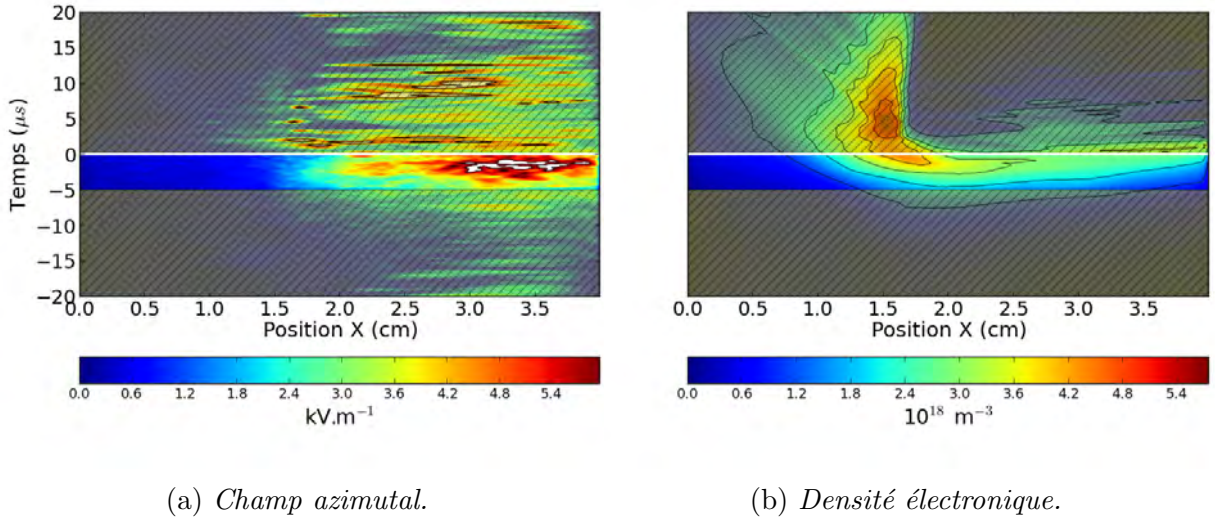 Temps (μs)
20
15
10
5
0
−5
−10
−15
−20
0.0 0.5 1.0 1.5 2.0 2.5 3.0 3.5
Position X (cm)
0.0 0.6 1.2 1.8 2.4 3.0 3.6 4.2 4.8 5.4
kV.m⁻¹
(a) Champ azimutal.
0.0 0.5 1.0 1.5 2.0 2.5 3.0 3.5
Position X (cm)
0.0 0.6 1.2 1.8 2.4 3.0 3.6 4.2 4.8 5.4
10¹⁸ m⁻³
(b) Densité électronique.